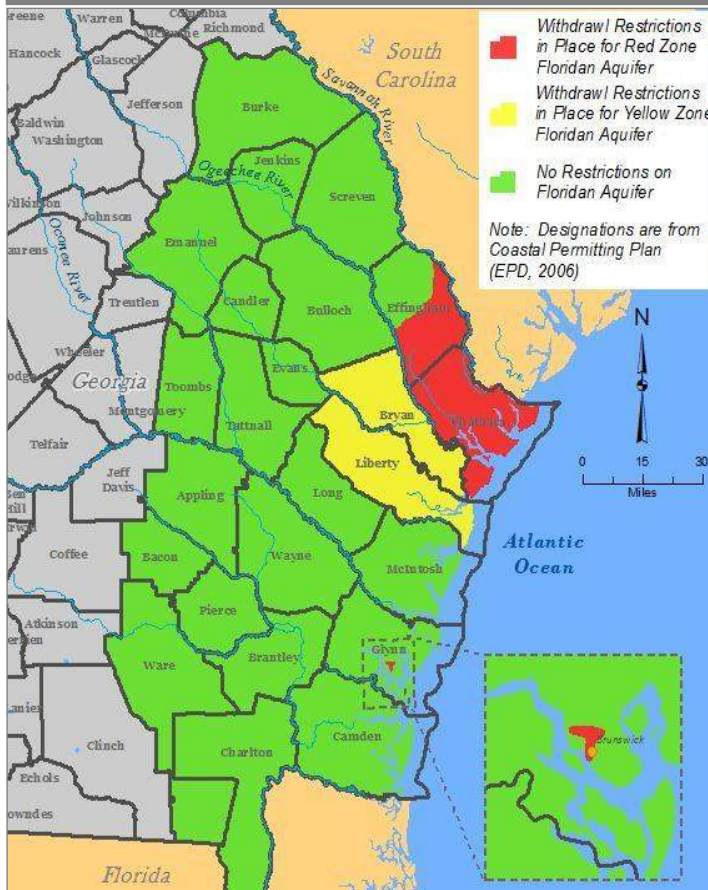 Withdrawl Restrictions
in Place for Red Zone
Floridan Aquifer
Withdrawl Restrictions
in Place for Yellow Zone
Floridan Aquifer
No Restrictions on
Floridan Aquifer
Note: Designations are from
Coastal Permitting Plan
(EPD, 2006)
N
0 15 30
Miles
South
Carolina
Savannah River
Ogeechee River
Oconee River
Georgia
Florida
Atlantic
Ocean
Warren
Columbia
Richmond
Hancock
Glascock
Jefferson
Burke
Baldwin
Washington
Jenkins
Screven
Johnson
Emanuel
Candler
Bulloch
Effingham
Wheeler
Evans
Toombs
Montgomery
Tattnall
Bryan
Telfair
Liberty
Jeff
Davis
Long
Appling
Coffee
Bacon
Wayne
McIntosh
Pierce
Atkinson
Glynn
Ware
Brantley
Clinch
Camden
Charlton
Echols
Brunswick